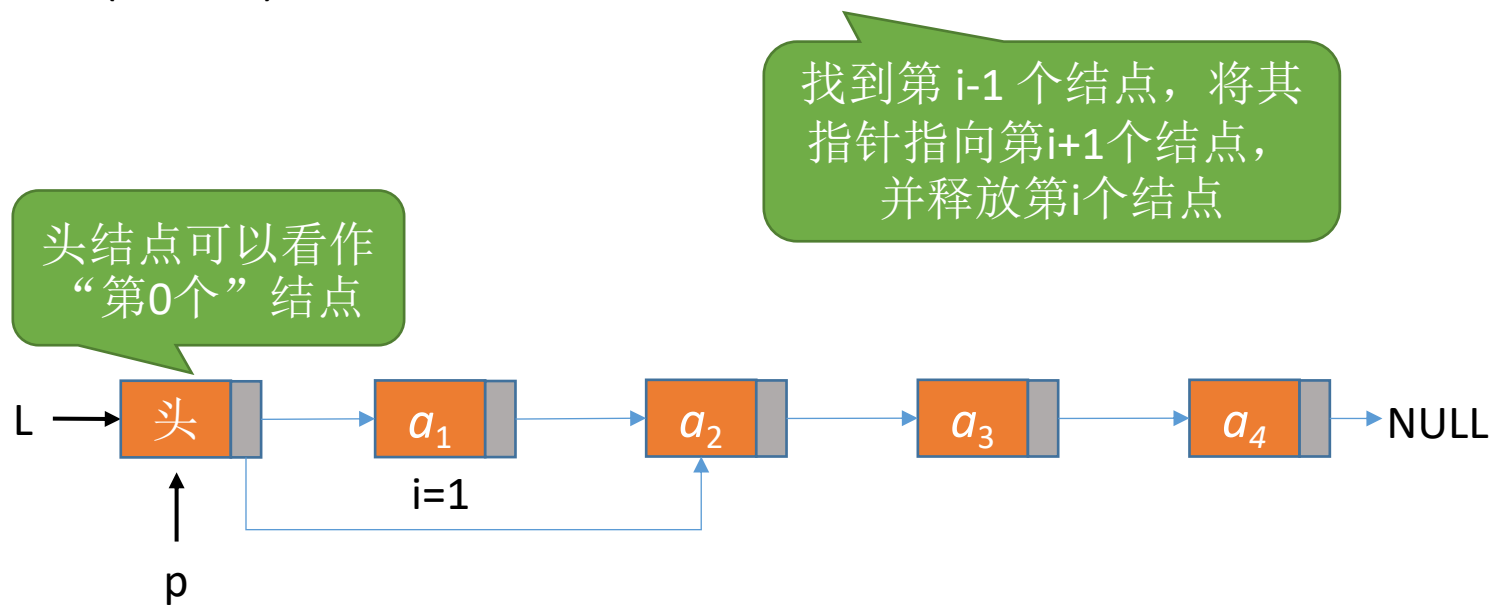 找到第 i-1 个结点，将其
指针指向第i+1个结点，
并释放第i个结点
头结点可以看作
“第0个”结点
L
头
a₁
a₂
a₃
a₄
NULL
i=1
p